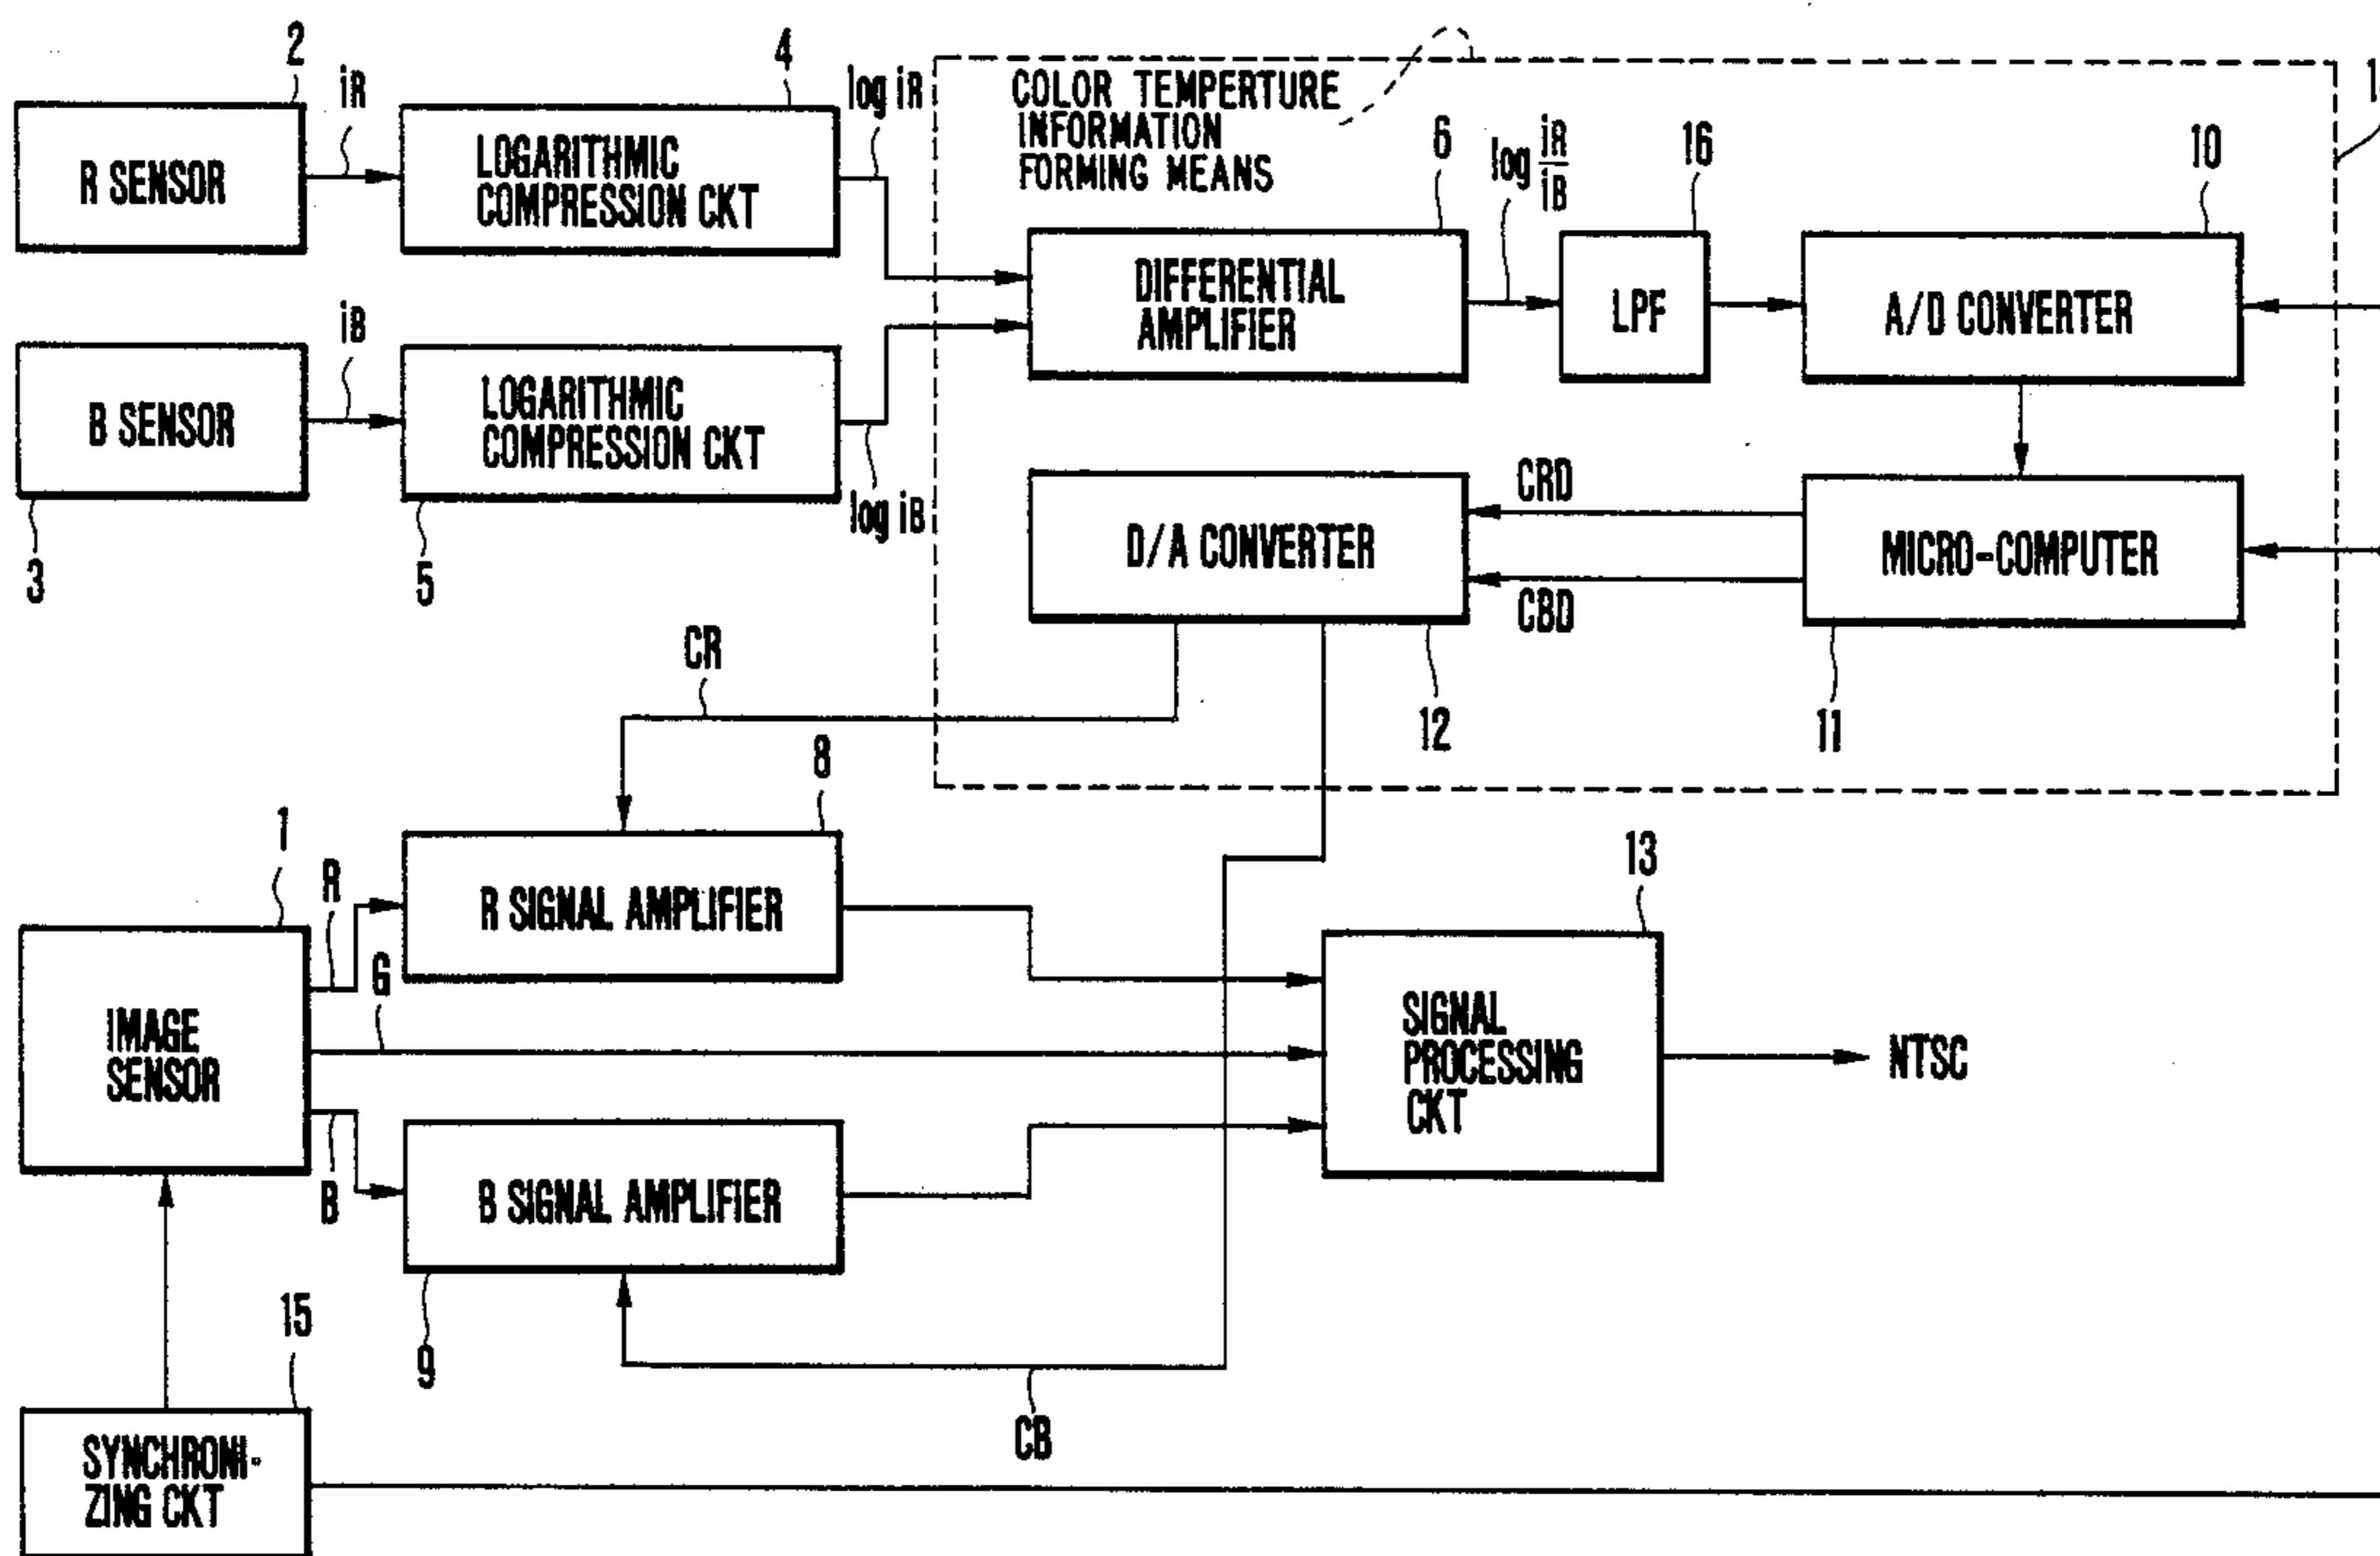 2
iR
4
log iR
COLOR TEMPERTURE
INFORMATION
FORMING MEANS
6
log iR/iB
16
10
R SENSOR
LOGARITHMIC
COMPRESSION CKT
DIFFERENTIAL
AMPLIFIER
LPF
A/D CONVERTER
iB
B SENSOR
LOGARITHMIC
COMPRESSION CKT
log iB
3
5
D/A CONVERTER
CRD
CBD
MICRO-COMPUTER
12
11
CR
8
1
R
R SIGNAL AMPLIFIER
13
G
IMAGE
SENSOR
SIGNAL
PROCESSING
CKT
NTSC
B
B SIGNAL AMPLIFIER
9
CB
15
SYNCHRONI-
ZING CKT